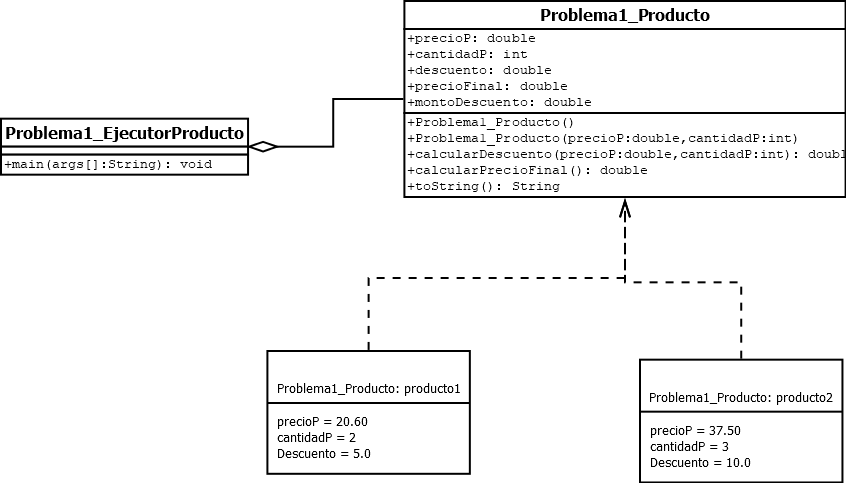 Problema1_Producto
+precioP: double
+cantidadP: int
+descuento: double
+precioFinal: double
+montoDescuento: double
+Problema1_Producto()
+Problema1_Producto(precioP:double,cantidadP:int)
+calcularDescuento(precioP:double,cantidadP:int): doubl
+calcularPrecioFinal(): double
+toString(): String
Problema1_EjecutorProducto
+main(args[]:String): void
Problema1_Producto: producto1
precioP = 20.60
cantidadP = 2
Descuento = 5.0
Problema1_Producto: producto2
precioP = 37.50
cantidadP = 3
Descuento = 10.0